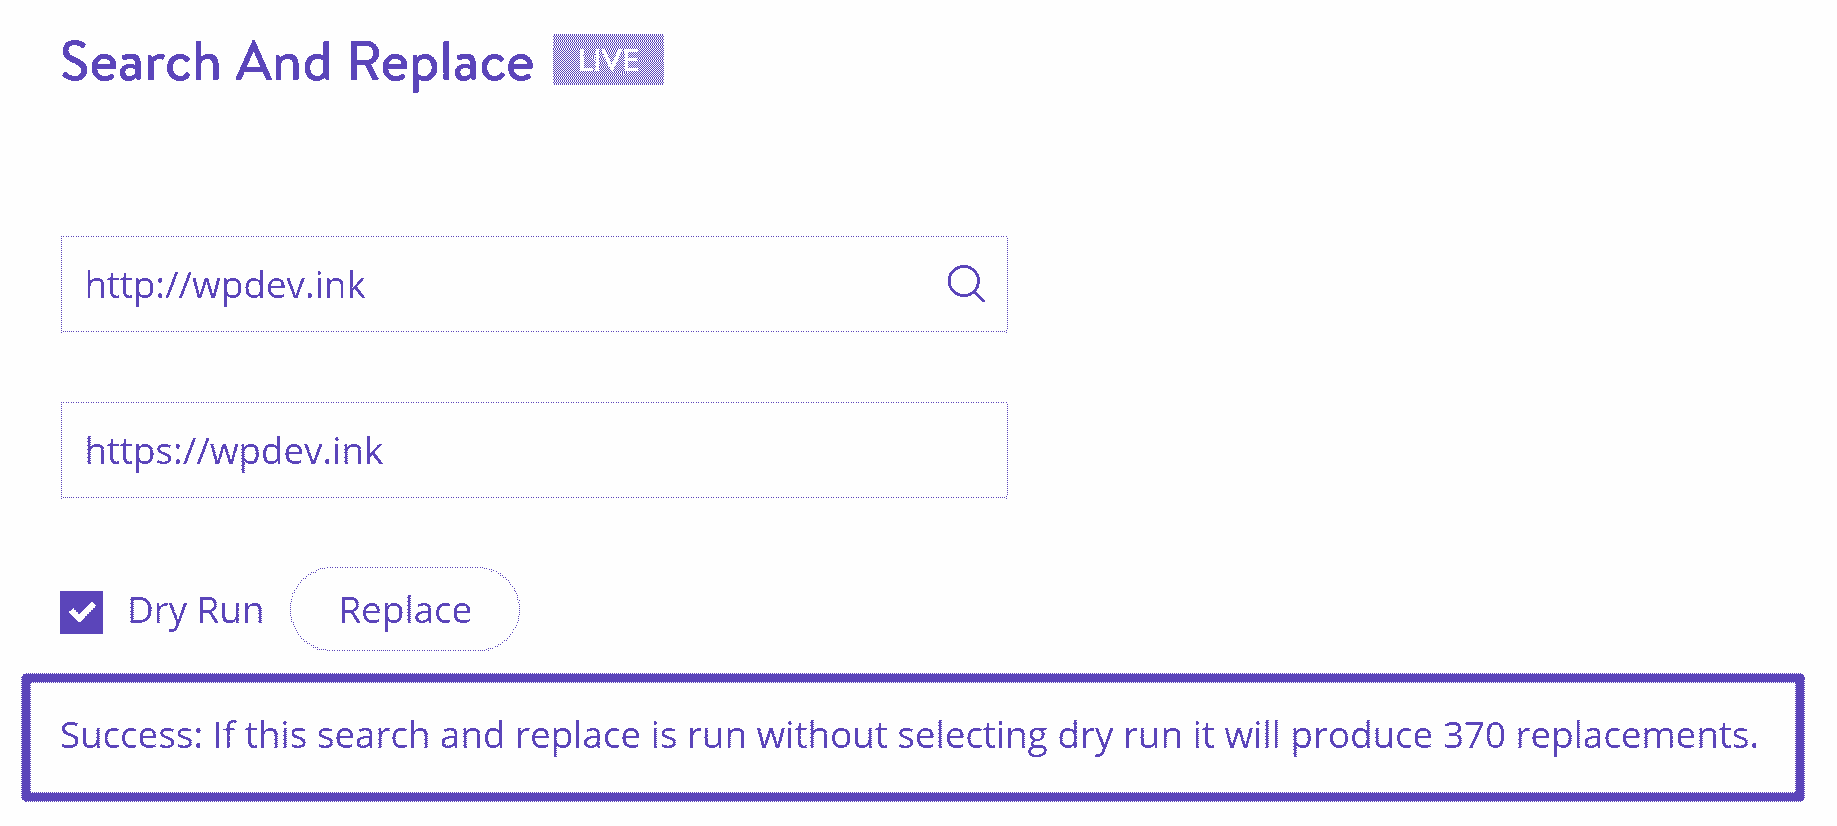 Search And Replace LIVE
http://wpdev.ink
https://wpdev.ink
Dry Run Replace
Success: If this search and replace is run without selecting dry run it will produce 370 replacements.